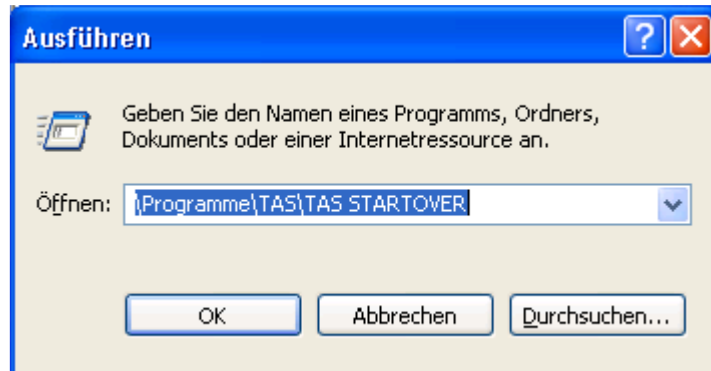 Ausführen
Geben Sie den Namen eines Programms, Ordners,
Dokuments oder einer Internetressource an.
Öffnen: \Programme\TAS\TAS STARTOVER
OK Abbrechen Durchsuchen...